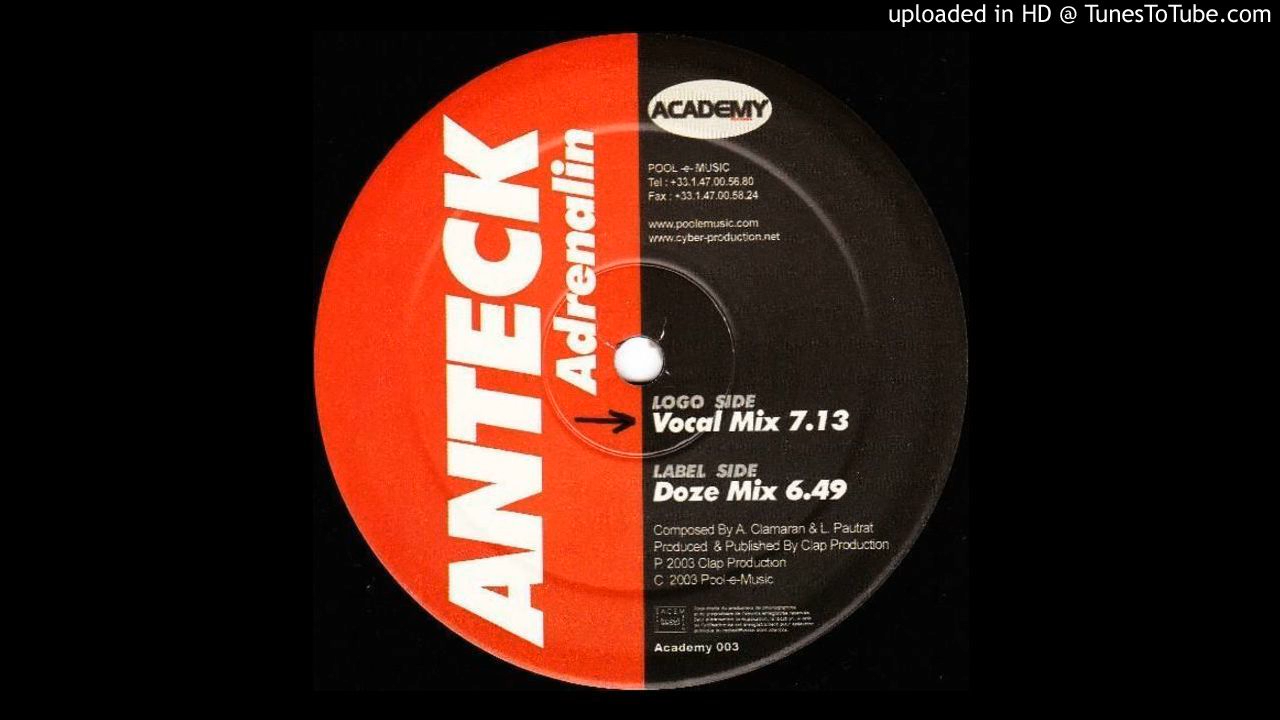 uploaded in HD @ TunesToTube.com
ANTECK
Adrenalin
ACADEMY
POOL -e- MUSIC
Tel : +33.1.47.00.56.80
Fax : +33.1.47.00.58.24
www.poolemusic.com
www.cyber-production.net
LOGO SIDE
Vocal Mix 7.13
LABEL SIDE
Doze Mix 6.49
Composed By A. Clamaran & L. Pautrat
Produced & Published By Clap Production
P 2003 Clap Production
C 2003 Pool-e-Music
SACEM
Academy 003